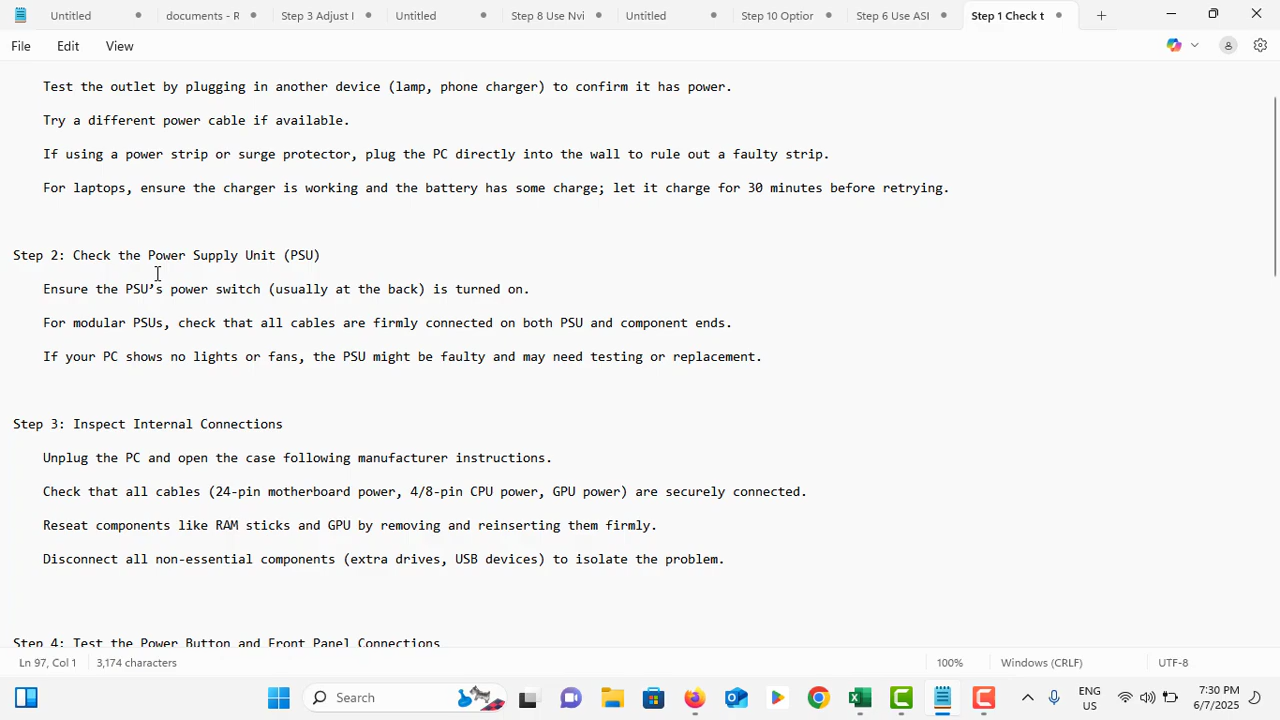 Untitled
documents - R
Step 3 Adjust I
Untitled
Step 8 Use Nvi
Untitled
Step 10 Option
Step 6 Use ASI
Step 1 Check t
File
Edit
View
Test the outlet by plugging in another device (lamp, phone charger) to confirm it has power.
Try a different power cable if available.
If using a power strip or surge protector, plug the PC directly into the wall to rule out a faulty strip.
For laptops, ensure the charger is working and the battery has some charge; let it charge for 30 minutes before retrying.
Step 2: Check the Power Supply Unit (PSU)
Ensure the PSU’s power switch (usually at the back) is turned on.
For modular PSUs, check that all cables are firmly connected on both PSU and component ends.
If your PC shows no lights or fans, the PSU might be faulty and may need testing or replacement.
Step 3: Inspect Internal Connections
Unplug the PC and open the case following manufacturer instructions.
Check that all cables (24-pin motherboard power, 4/8-pin CPU power, GPU power) are securely connected.
Reseat components like RAM sticks and GPU by removing and reinserting them firmly.
Disconnect all non-essential components (extra drives, USB devices) to isolate the problem.
Step 4: Test the Power Button and Front Panel Connections
Ln 97, Col 1
3,174 characters
100%
Windows (CRLF)
UTF-8
Search
ENG
US
7:30 PM
6/7/2025